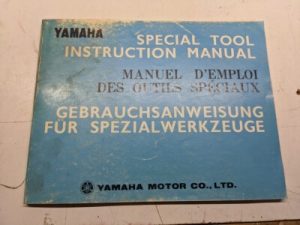 YAMAHA
SPECIAL TOOL
INSTRUCTION MANUAL
MANUEL D'EMPLOI
DES OUTILS SPECIAUX
GEBRAUCHSANWEISUNG
FÜR SPEZIALWERKZEUGE
YAMAHA MOTOR CO., LTD.